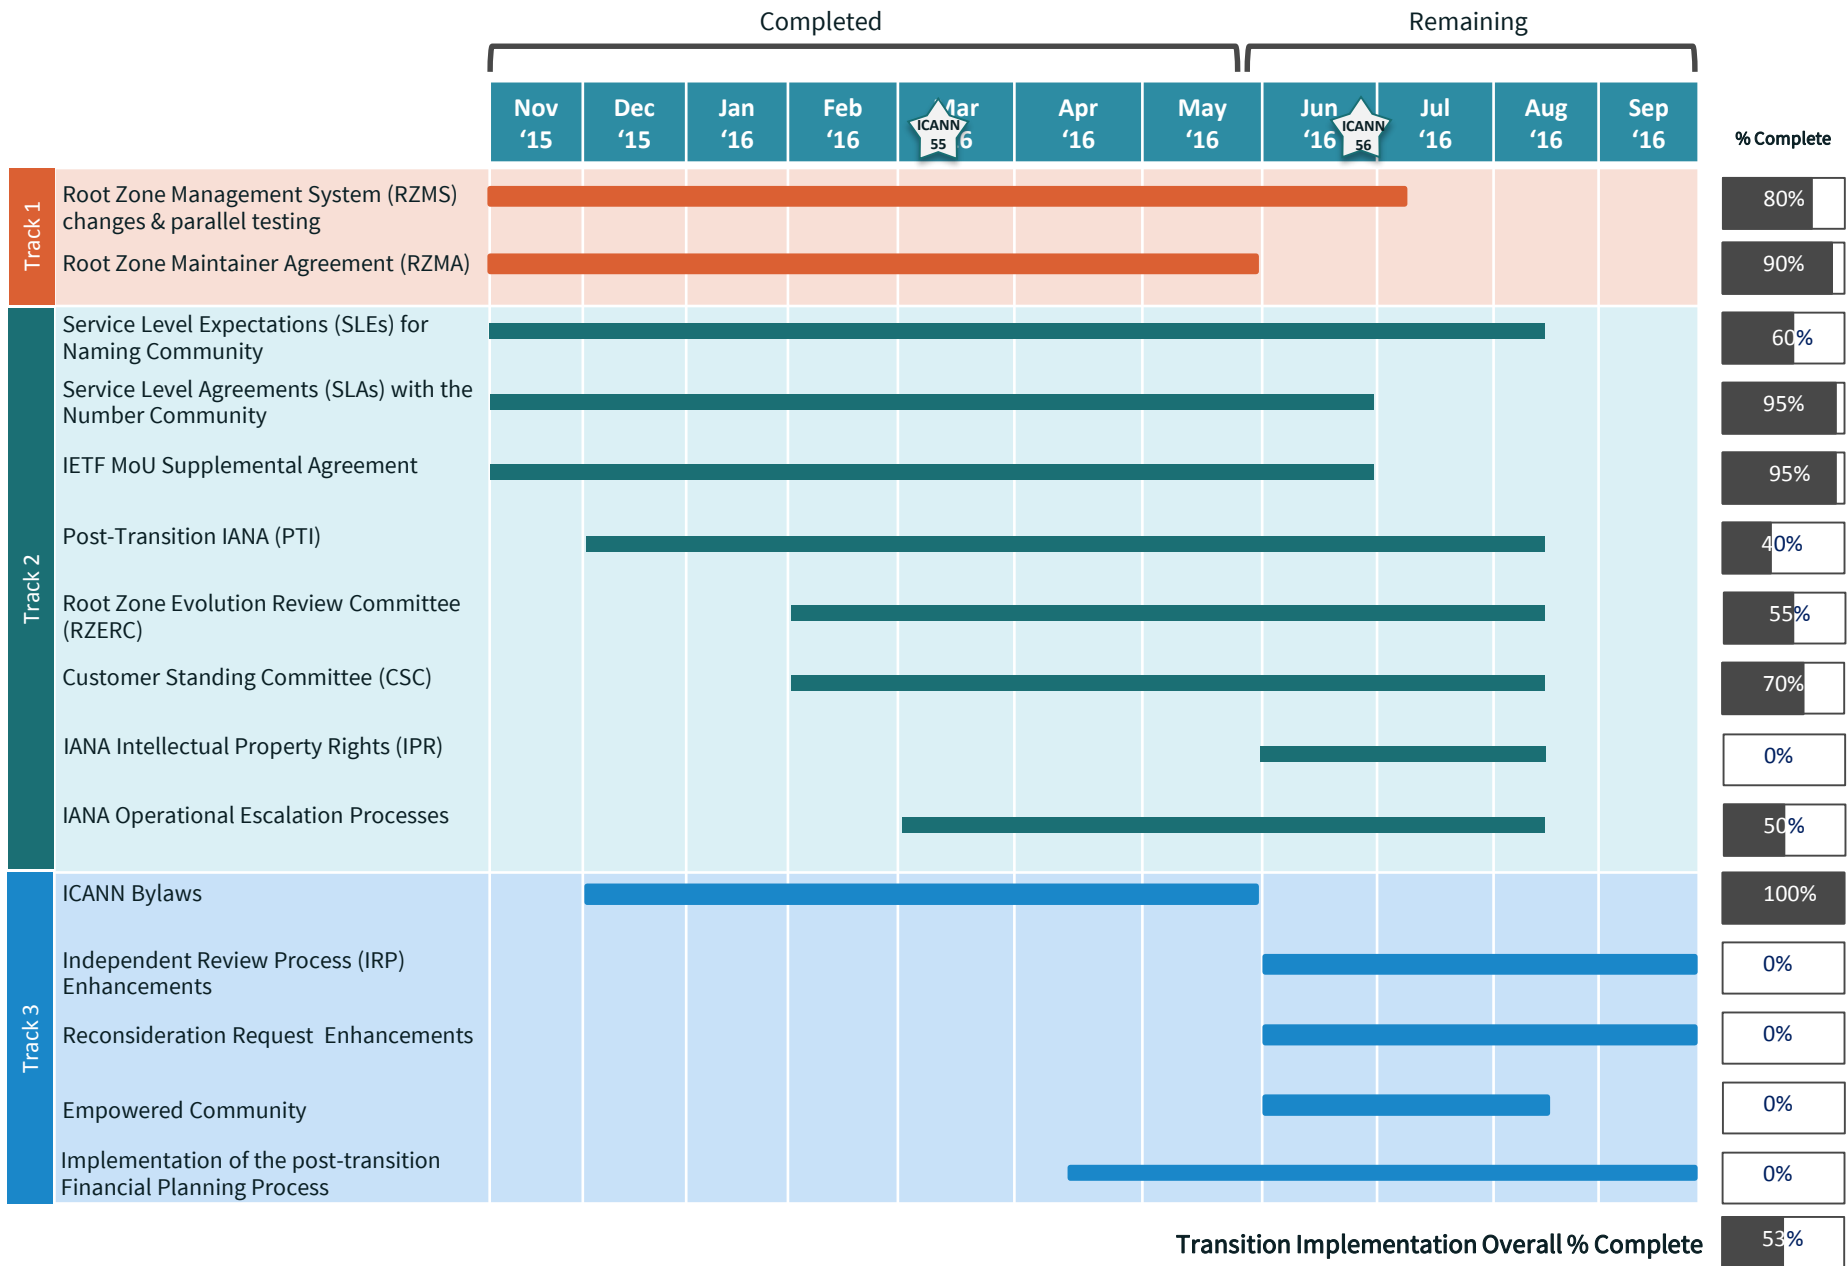 Completed
Remaining
Nov '15
Dec '15
Jan '16
Feb '16
Mar 6
Apr '16
May '16
Jun '16
Jul '16
Aug '16
Sep '16
ICANN 55
ICANN 56
% Complete
Track 1
Root Zone Management System (RZMS)
changes & parallel testing
80%
Root Zone Maintainer Agreement (RZMA)
90%
Track 2
Service Level Expectations (SLEs) for
Naming Community
60%
Service Level Agreements (SLAs) with the
Number Community
95%
IETF MoU Supplemental Agreement
95%
Post-Transition IANA (PTI)
40%
Root Zone Evolution Review Committee
(RZERC)
55%
Customer Standing Committee (CSC)
70%
IANA Intellectual Property Rights (IPR)
0%
IANA Operational Escalation Processes
50%
Track 3
ICANN Bylaws
100%
Independent Review Process (IRP)
Enhancements
0%
Reconsideration Request  Enhancements
0%
Empowered Community
0%
Implementation of the post-transition
Financial Planning Process
0%
Transition Implementation Overall % Complete
53%